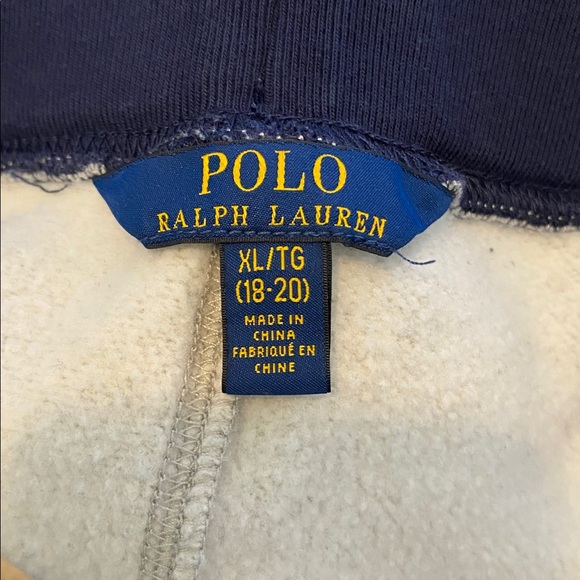 POLO
RALPH LAUREN
XL/TG
(18-20)
MADE IN
CHINA
FABRIQUÉ EN
CHINE